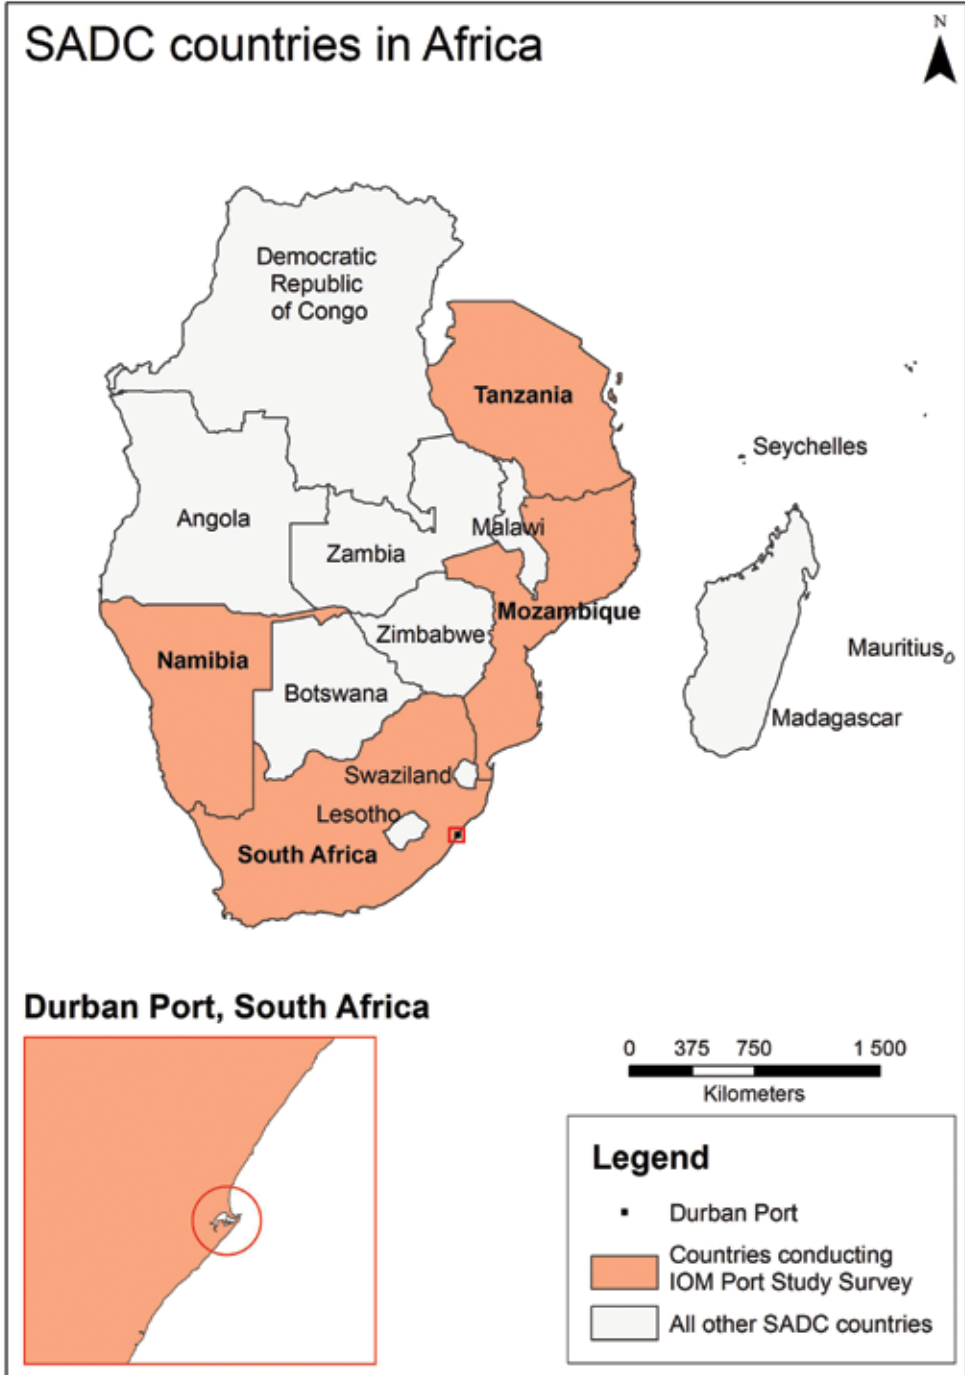 SADC countries in Africa
N
Democratic
Republic
of Congo
Tanzania
Seychelles
Angola
Malawi
Zambia
Mozambique
Zimbabwe
Namibia
Mauritius
Botswana
Madagascar
Swaziland
Lesotho
South Africa
Durban Port, South Africa
0 375 750 1 500
Kilometers
Legend
Durban Port
Countries conducting
IOM Port Study Survey
All other SADC countries